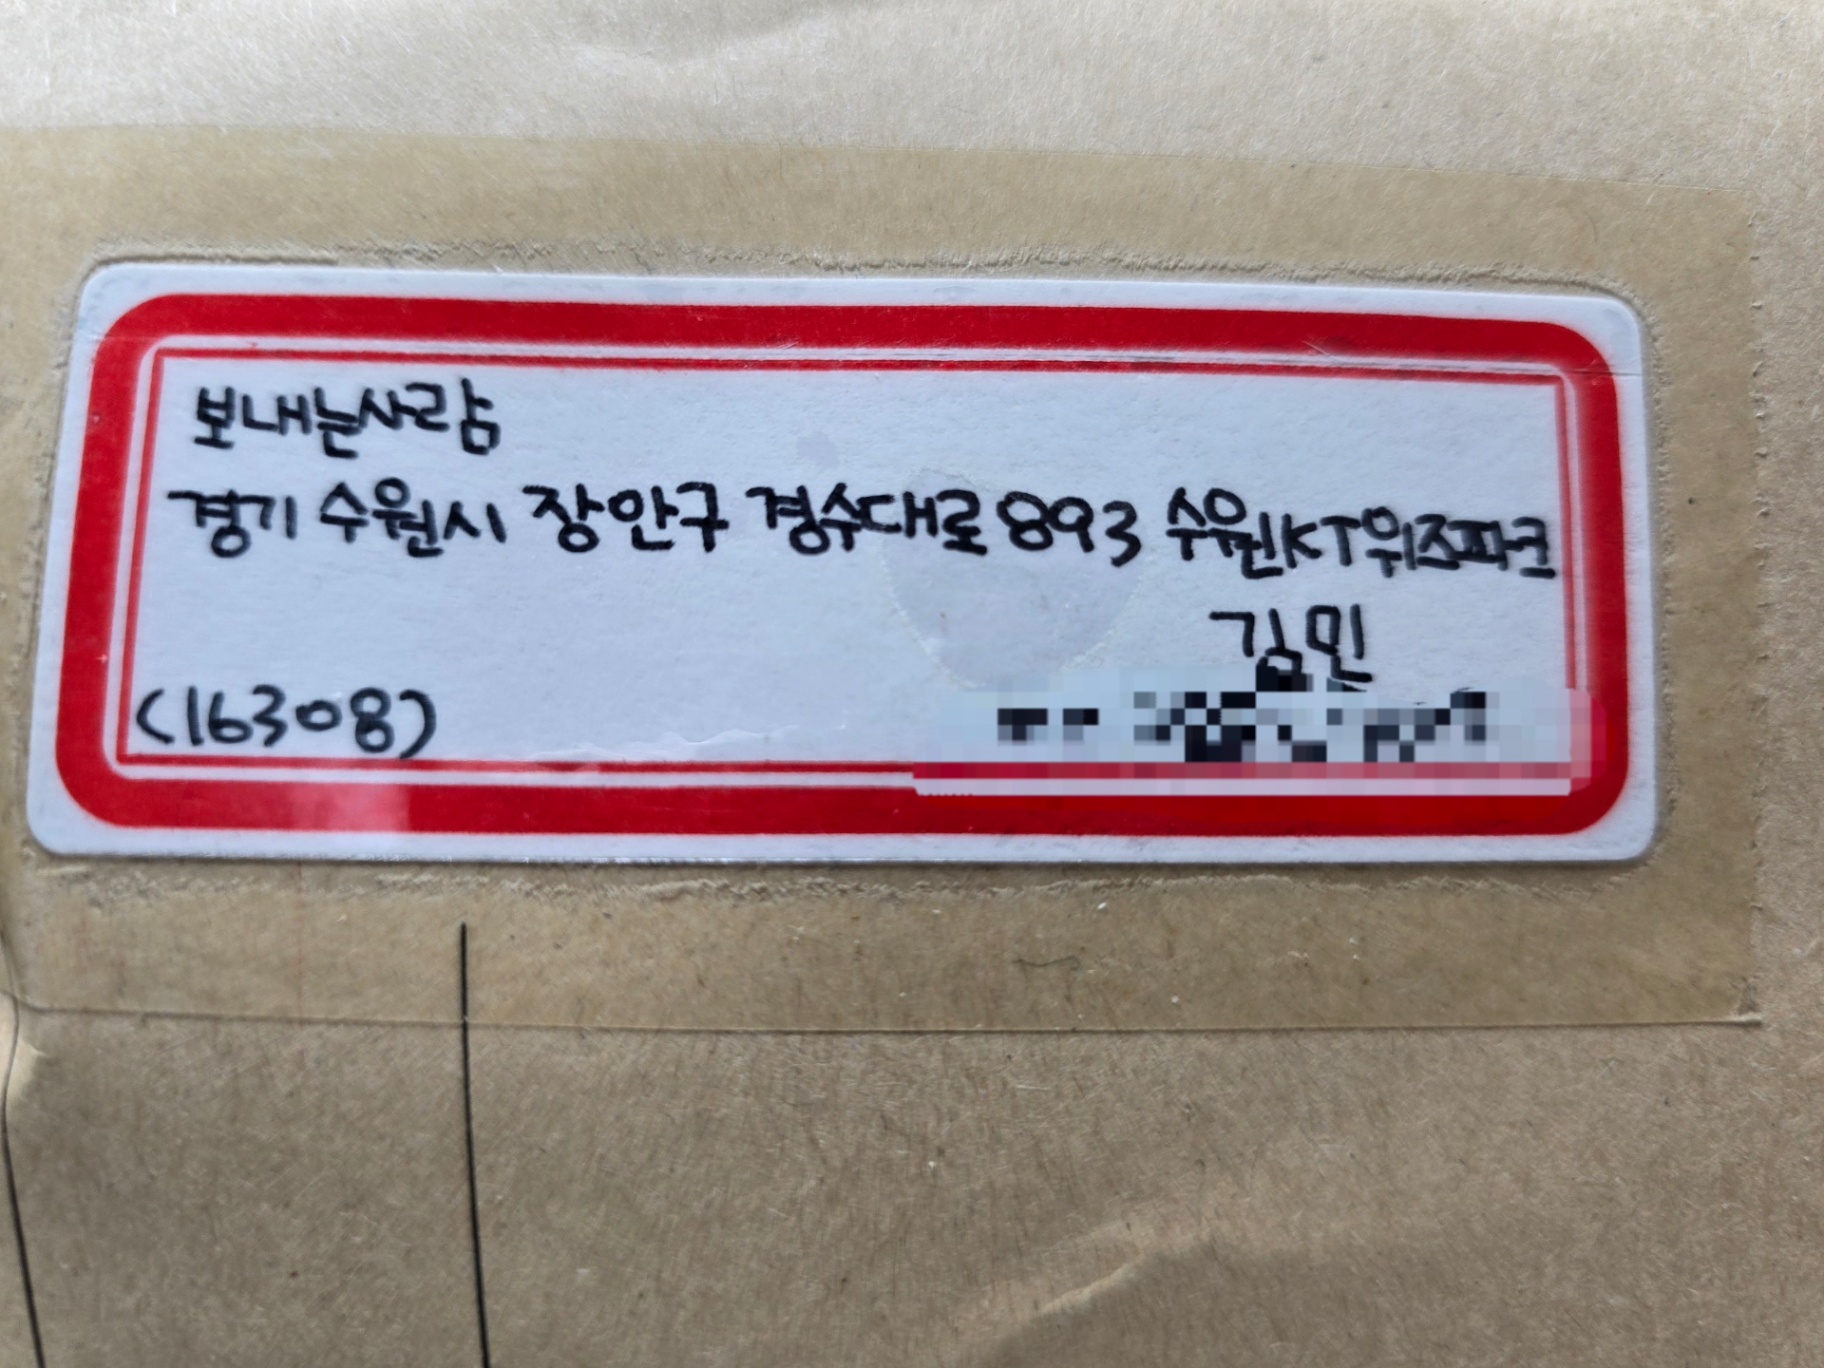 보내는사람
경기 수원시 장안구 경수대로 893 수원KT위즈파크
김민
(16308)